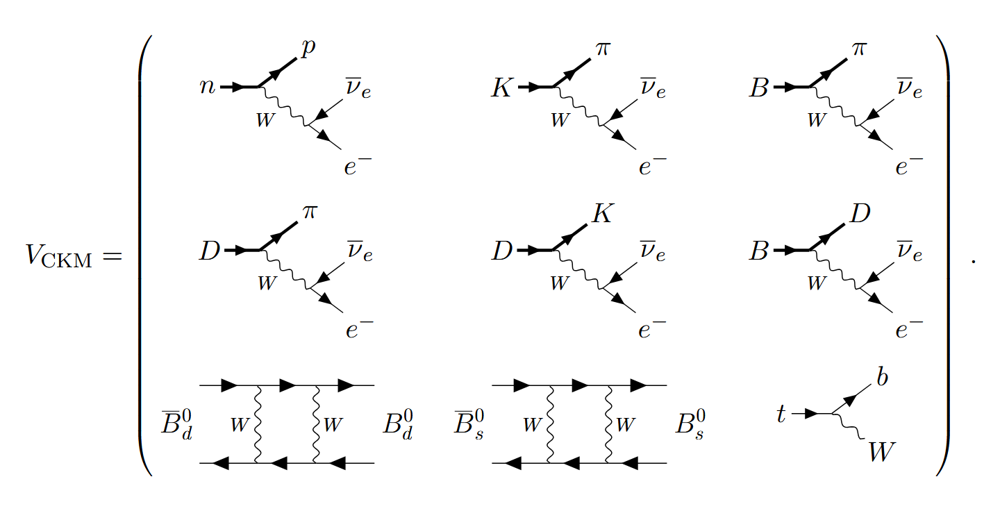 p π π
n ν̅_e K ν̅_e B ν̅_e
W W W
e⁻ e⁻ e⁻
π K D
V_CKM = D ν̅_e D ν̅_e B ν̅_e .
W W W
e⁻ e⁻ e⁻
b
B̅⁰_d W W B⁰_d B̅⁰_s W W B⁰_s t
W